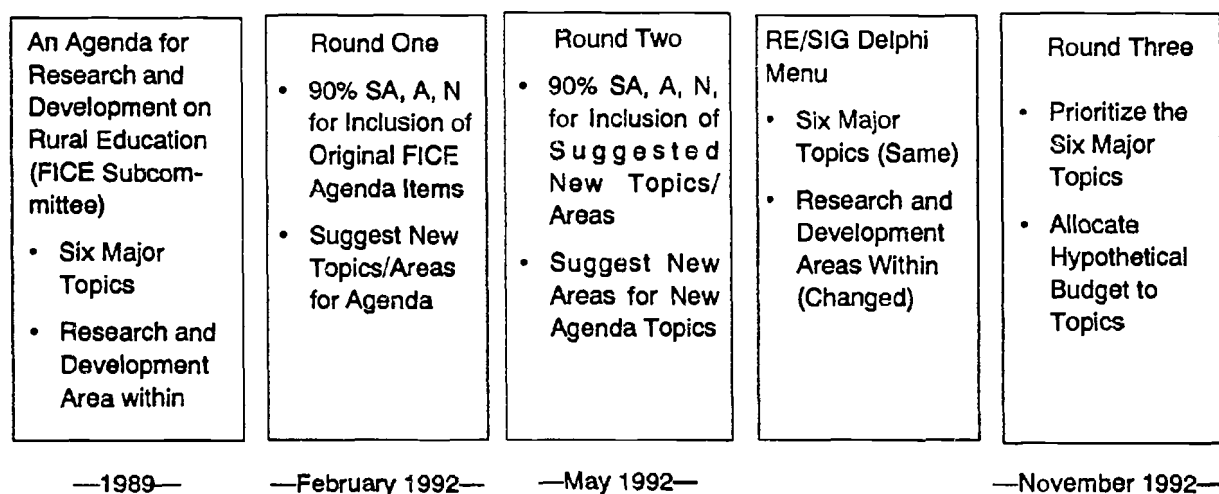 An Agenda for
Research and
Development on
Rural Education
(FICE Subcom-
mittee)
• Six Major
Topics
• Research and
Development
Area within
—1989—
Round One
• 90% SA, A, N
for Inclusion of
Original FICE
Agenda Items
• Suggest New
Topics/Areas
for Agenda
—February 1992—
Round Two
• 90% SA, A, N,
for Inclusion of
Suggested
New Topics/
Areas
• Suggest New
Areas for New
Agenda Topics
—May 1992—
RE/SIG Delphi
Menu
• Six Major
Topics (Same)
• Research and
Development
Areas Within
(Changed)
Round Three
• Prioritize the
Six Major
Topics
• Allocate
Hypothetical
Budget to
Topics
—November 1992—